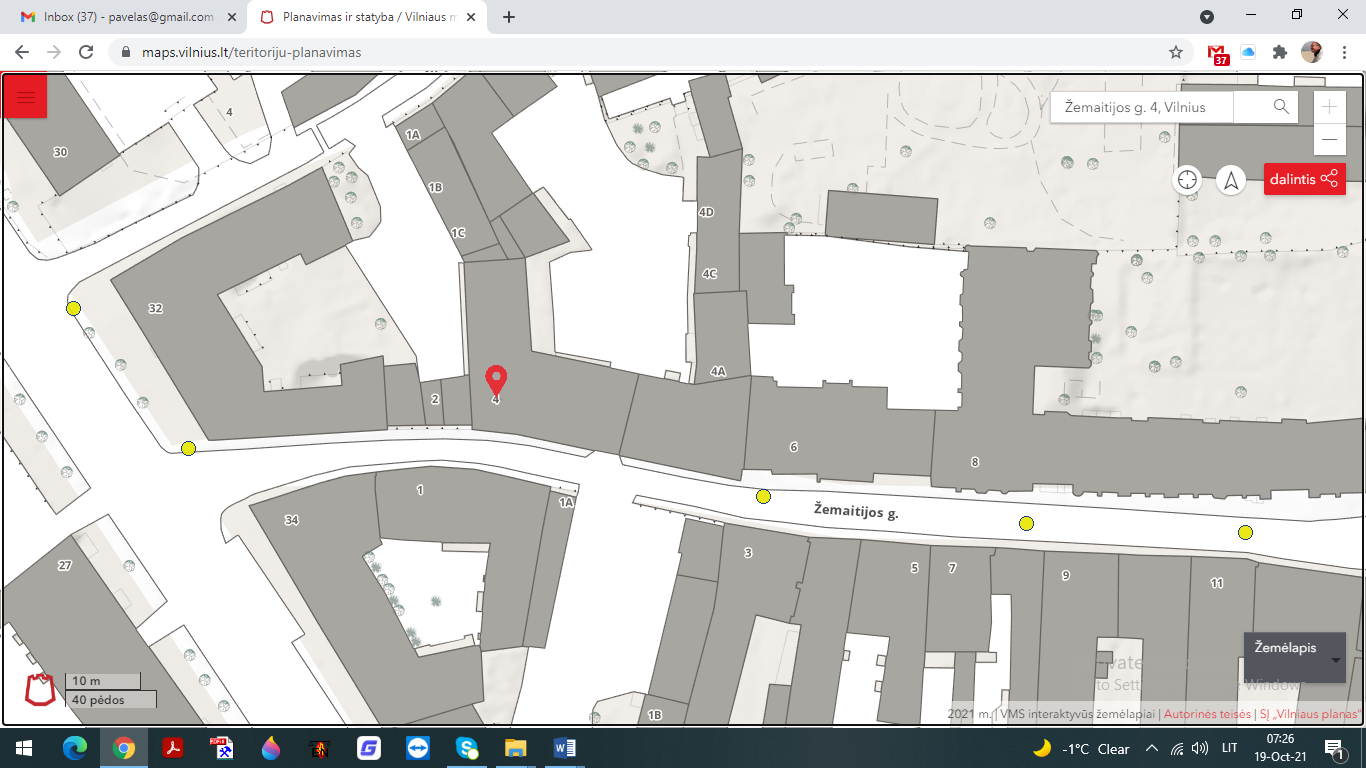 Inbox (37) - pavelas@gmail.com
Planavimas ir statyba / Vilniaus m
maps.vilnius.lt/teritoriju-planavimas
37
Žemaitijos g. 4, Vilnius
dalintis
30
4
1A
1B
1C
4D
4C
4A
32
2
4
6
8
1
1A
34
Žemaitijos g.
27
3
5
7
9
11
1B
Žemėlapis
10 m
40 pėdos
2021 m. | VMS interaktyvūs žemėlapiai | Autorinės teisės | SĮ „Vilniaus planas“
-1°C Clear
LIT
07:26
19-Oct-21
1